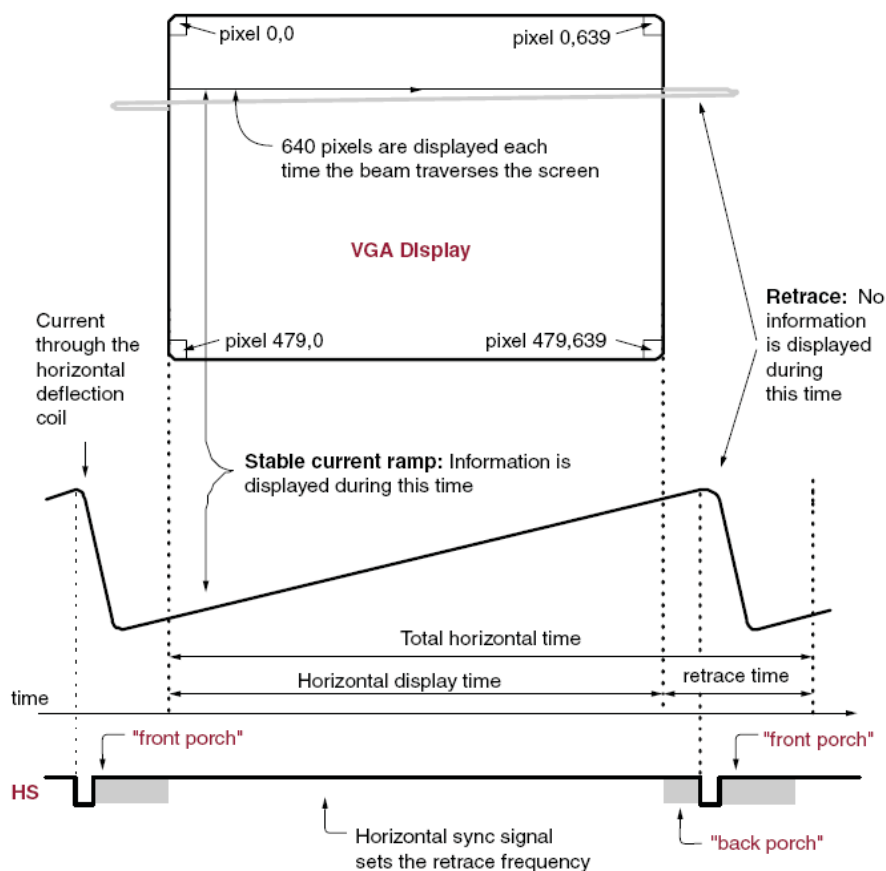 pixel 0,0
pixel 0,639
640 pixels are displayed each
time the beam traverses the screen
VGA Display
Retrace: No
information
is displayed
during
this time
Current
through the
horizontal
deflection
coil
pixel 479,0
pixel 479,639
Stable current ramp: Information is
displayed during this time
Total horizontal time
Horizontal display time
retrace time
time
"front porch"
"front porch"
HS
Horizontal sync signal
sets the retrace frequency
"back porch"